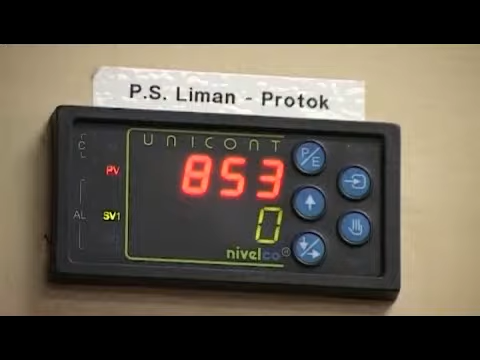 P.S. Liman - Protok
UNICONT
C
P/E
PV
853
AL
SV1
0
nivelco®